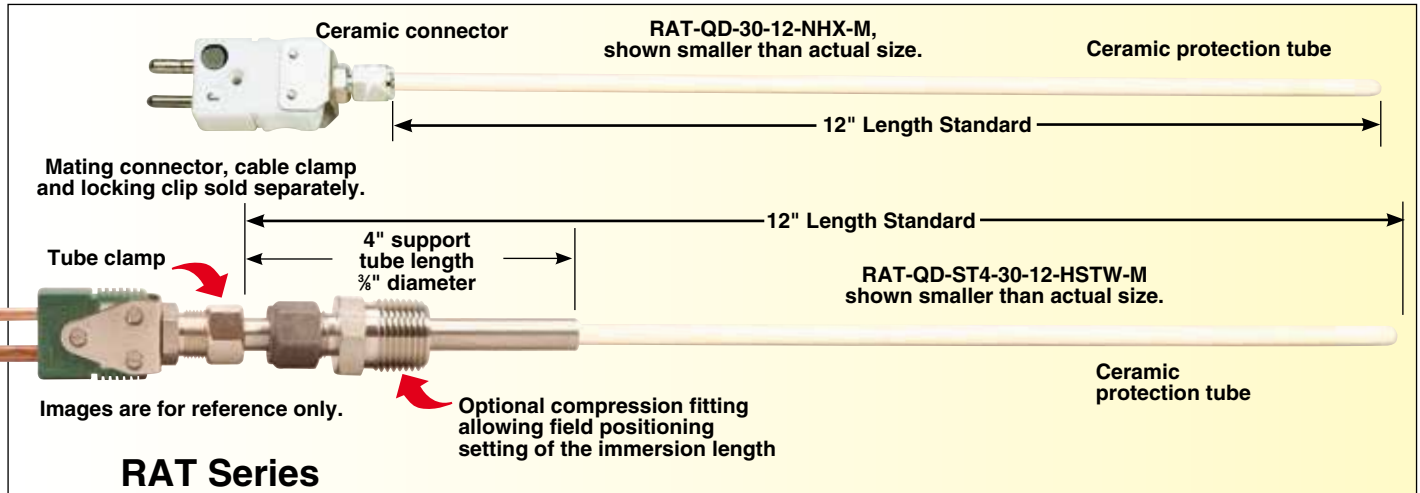 Ceramic connector
RAT-QD-30-12-NHX-M,
shown smaller than actual size.
Ceramic protection tube
12" Length Standard
Mating connector, cable clamp
and locking clip sold separately.
12" Length Standard
Tube clamp
4" support
tube length
⅜" diameter
RAT-QD-ST4-30-12-HSTW-M
shown smaller than actual size.
Ceramic
protection tube
Images are for reference only.
Optional compression fitting
allowing field positioning
setting of the immersion length
RAT Series